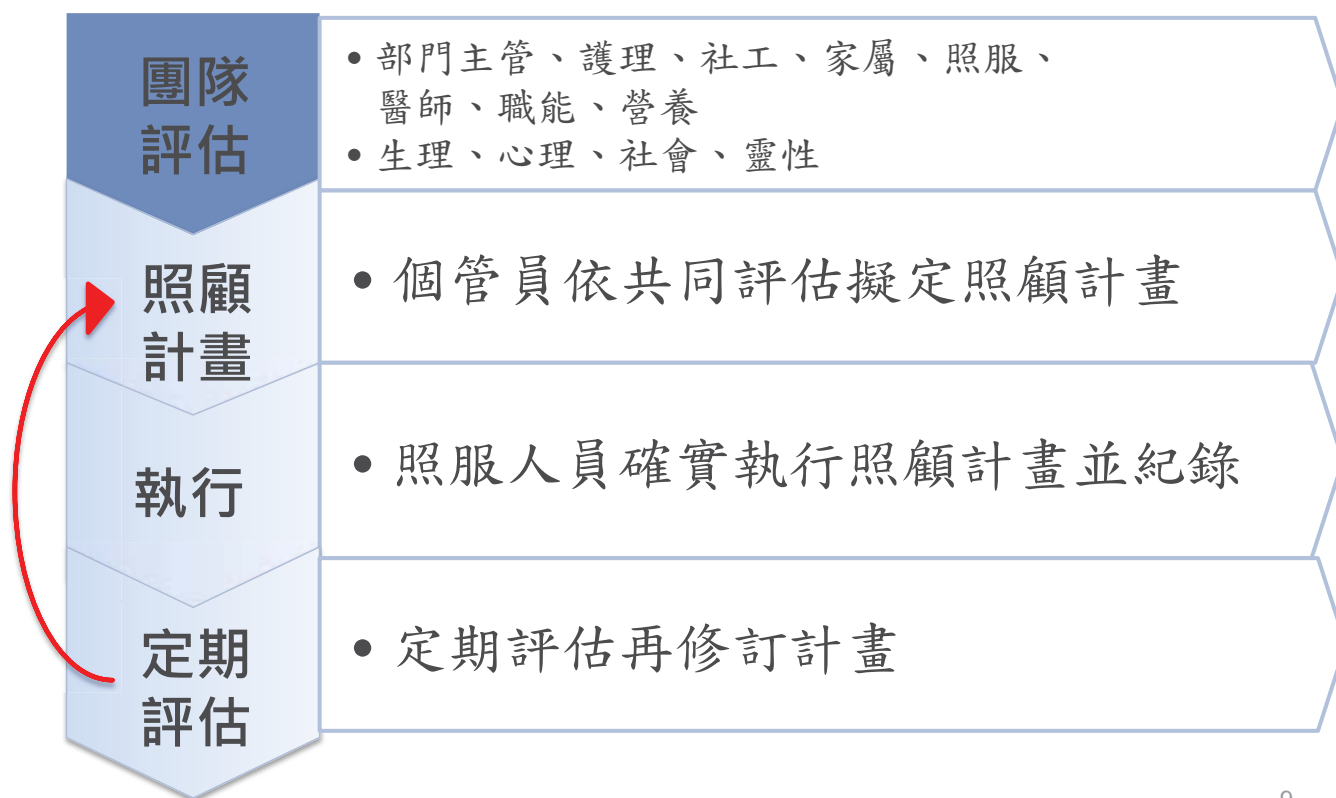 團隊
評估
• 部門主管、護理、社工、家屬、照服、
醫師、職能、營養
• 生理、心理、社會、靈性
照顧
計畫
• 個管員依共同評估擬定照顧計畫
執行
• 照服人員確實執行照顧計畫並紀錄
定期
評估
• 定期評估再修訂計畫